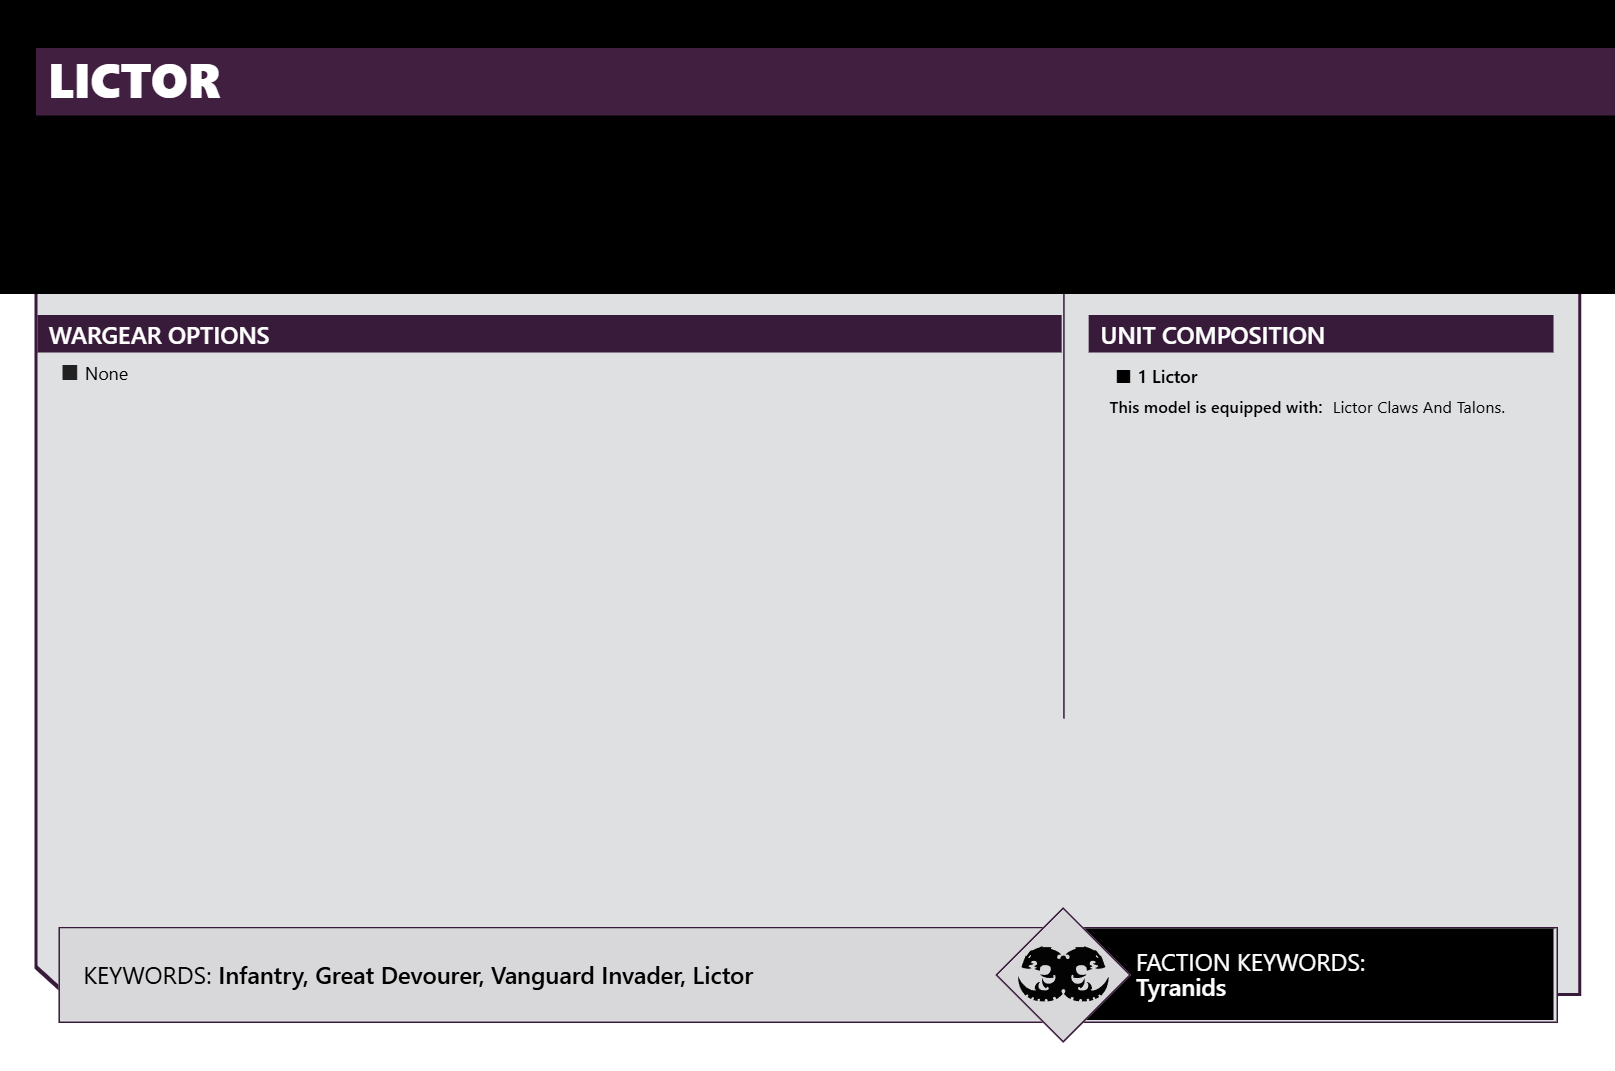 LICTOR
WARGEAR OPTIONS
None
UNIT COMPOSITION
1 Lictor
This model is equipped with: Lictor Claws And Talons.
KEYWORDS: Infantry, Great Devourer, Vanguard Invader, Lictor
FACTION KEYWORDS:
Tyranids